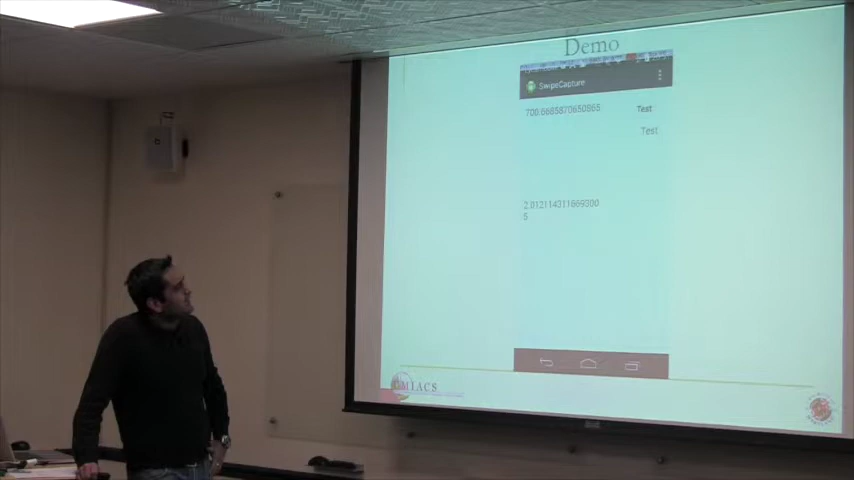 Demo
SwipeCapture
700.6685870650865 Test
Test
2.012114311869300
5
UMIACS